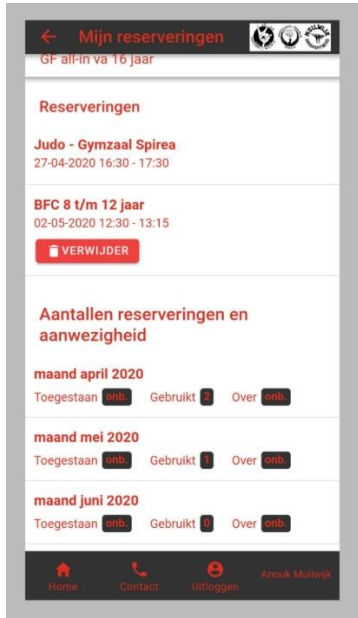 Mijn reserveringen
GF all-in va 16 jaar
Reserveringen
Judo - Gymzaal Spirea
27-04-2020 16:30 - 17:30
BFC 8 t/m 12 jaar
02-05-2020 12:30 - 13:15
VERWIJDER
Aantallen reserveringen en
aanwezigheid
maand april 2020
Toegestaan onb. Gebruikt 2 Over onb.
maand mei 2020
Toegestaan onb. Gebruikt 1 Over onb.
maand juni 2020
Toegestaan onb. Gebruikt 0 Over onb.
Home Contact Uitloggen Anouk Muilwijk